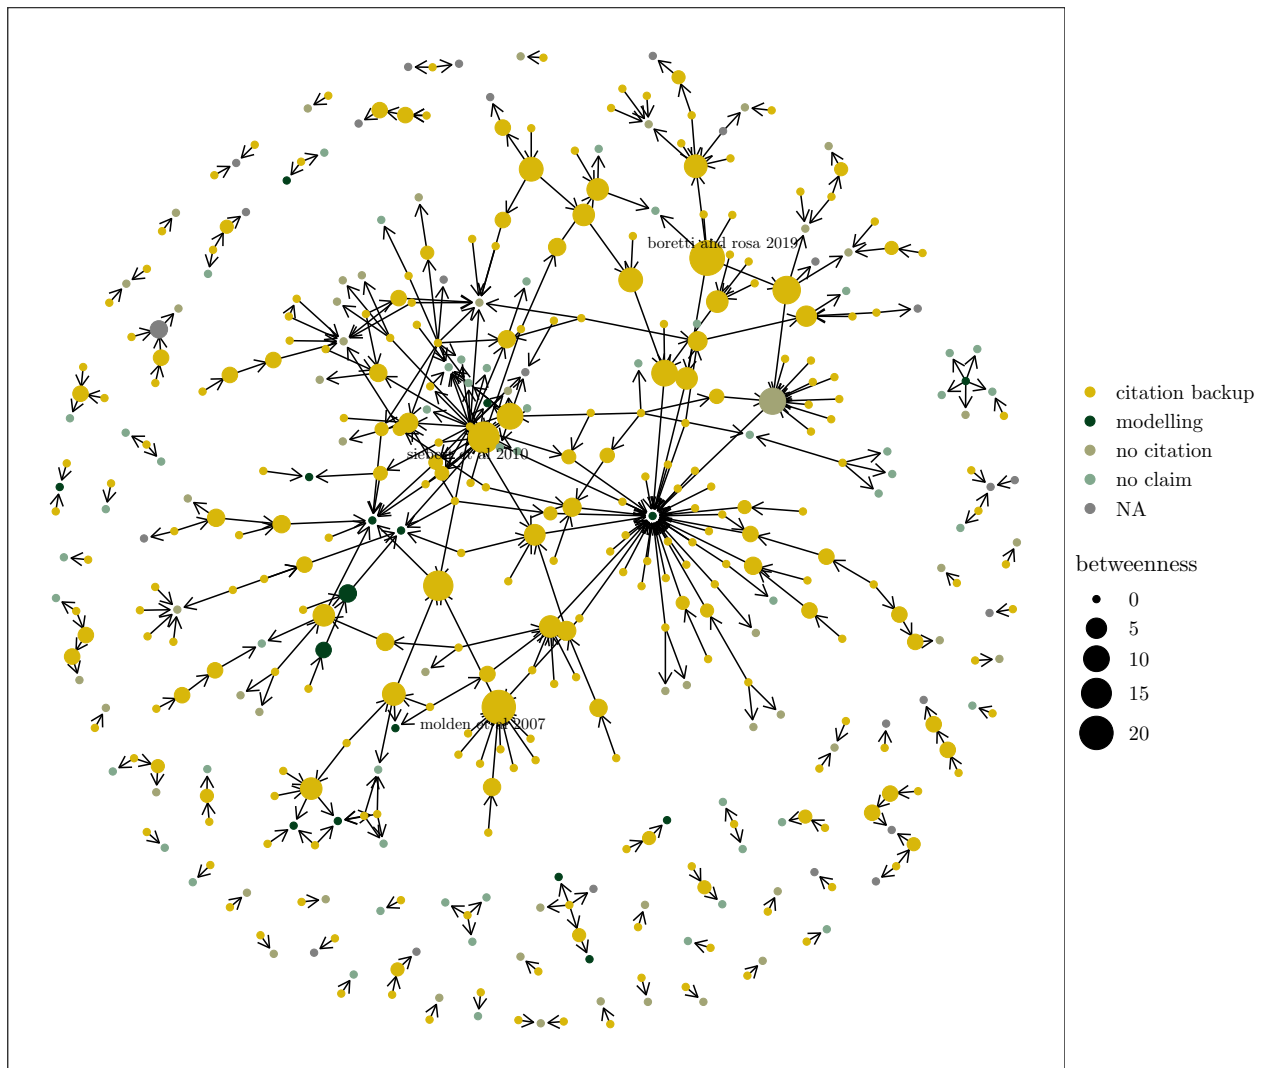 boretti and rosa 2019
siebert et al 2010
molden et al 2007
citation backup
modelling
no citation
no claim
NA
betweenness
0
5
10
15
20